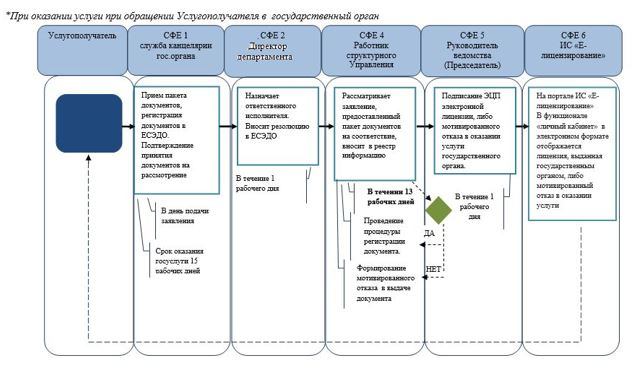 *При оказании услуги при обращении Услугополучателя в государственный орган
Услугополучатель
СФЕ 1
служба канцелярии
гос.органа
СФЕ 2
Директор
департамента
СФЕ 4
Работник
структурного
Управления
СФЕ 5
Руководитель
ведомства
(Председатель)
СФЕ 6
ИС «Е-
лицензирование»
Прием пакета
документов,
регистрация
документов в
ЕСЭДО.
Подтверждение
принятия
документов на
рассмотрение
В день подачи
заявления
Срок оказания
госуслуги 15
рабочих дней
Назначает
ответственного
исполнителя.
Вносит резолюцию
в ЕСЭДО
В течение 1
рабочего дня
Рассматривает
заявление,
предоставленный
пакет документов
на соответствие,
вносит в реестр
информацию
В течении 13
рабочих дней
Проведение
процедуры
регистрации
документа.
Формирование
мотивированного
отказа в выдаче
документа
Подписание ЭЦП
электронной
лицензии, либо
мотивированного
отказа в оказании
услуги
государственного
органа.
В течение 1
рабочего
дня
ДА
НЕТ
На портале ИС «Е-
лицензирование»
В функционале
«личный кабинет» в
электронном формате
отображается
лицензия, выданная
государственным
органом, либо
мотивированный
отказ в оказании
услуги